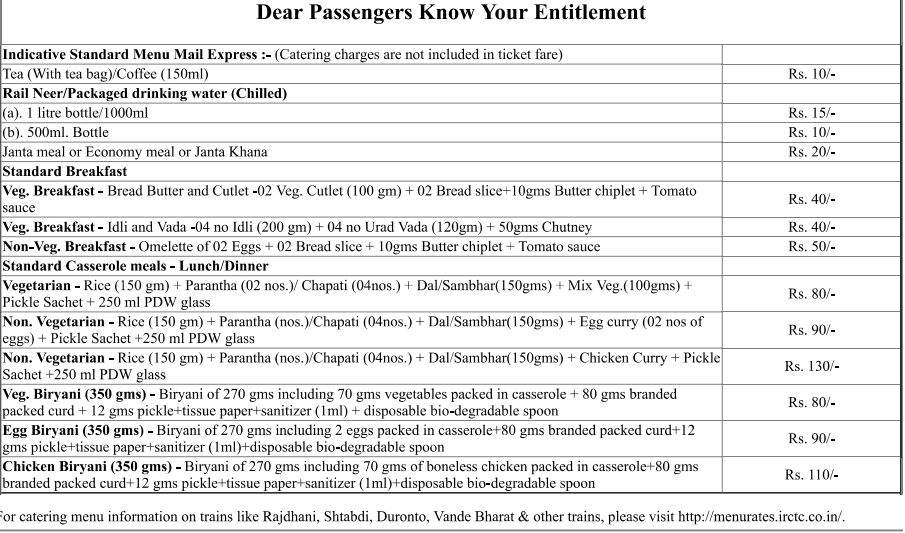 Dear Passengers Know Your Entitlement
Indicative Standard Menu Mail Express :- (Catering charges are not included in ticket fare)
Tea (With tea bag)/Coffee (150ml) Rs. 10/-
Rail Neer/Packaged drinking water (Chilled)
(a). 1 litre bottle/1000ml Rs. 15/-
(b). 500ml. Bottle Rs. 10/-
Janta meal or Economy meal or Janta Khana Rs. 20/-
Standard Breakfast
Veg. Breakfast - Bread Butter and Cutlet -02 Veg. Cutlet (100 gm) + 02 Bread slice+10gms Butter chiplet + Tomato
sauce Rs. 40/-
Veg. Breakfast - Idli and Vada -04 no Idli (200 gm) + 04 no Urad Vada (120gm) + 50gms Chutney Rs. 40/-
Non-Veg. Breakfast - Omelette of 02 Eggs + 02 Bread slice + 10gms Butter chiplet + Tomato sauce Rs. 50/-
Standard Casserole meals - Lunch/Dinner
Vegetarian - Rice (150 gm) + Parantha (02 nos.)/ Chapati (04nos.) + Dal/Sambhar(150gms) + Mix Veg.(100gms) +
Pickle Sachet + 250 ml PDW glass Rs. 80/-
Non. Vegetarian - Rice (150 gm) + Parantha (nos.)/Chapati (04nos.) + Dal/Sambhar(150gms) + Egg curry (02 nos of
eggs) + Pickle Sachet +250 ml PDW glass Rs. 90/-
Non. Vegetarian - Rice (150 gm) + Parantha (nos.)/Chapati (04nos.) + Dal/Sambhar(150gms) + Chicken Curry + Pickle
Sachet +250 ml PDW glass Rs. 130/-
Veg. Biryani (350 gms) - Biryani of 270 gms including 70 gms vegetables packed in casserole + 80 gms branded
packed curd + 12 gms pickle+tissue paper+sanitizer (1ml) + disposable bio-degradable spoon Rs. 80/-
Egg Biryani (350 gms) - Biryani of 270 gms including 2 eggs packed in casserole+80 gms branded packed curd+12
gms pickle+tissue paper+sanitizer (1ml)+disposable bio-degradable spoon Rs. 90/-
Chicken Biryani (350 gms) - Biryani of 270 gms including 70 gms of boneless chicken packed in casserole+80 gms
branded packed curd+12 gms pickle+tissue paper+sanitizer (1ml)+disposable bio-degradable spoon Rs. 110/-
For catering menu information on trains like Rajdhani, Shtabdi, Duronto, Vande Bharat & other trains, please visit http://menurates.irctc.co.in/.